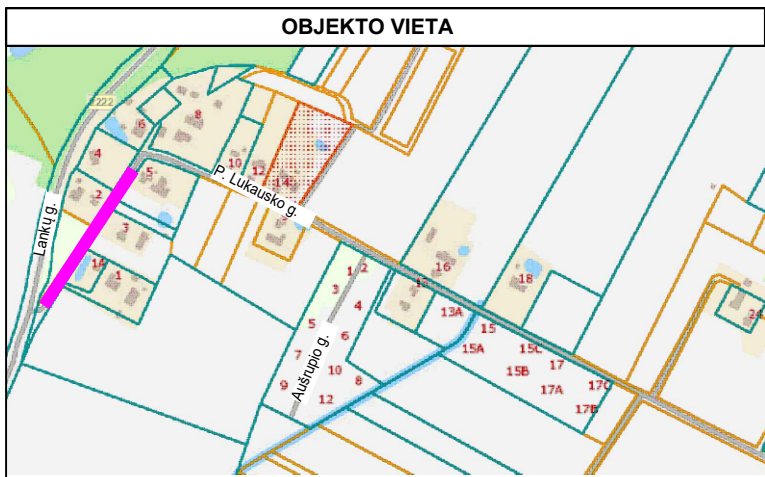 OBJEKTO VIETA
222
6
8
4
5
10
12
14
2
P. Lukausko g.
Lankų g.
3
1A
1
16
18
1
2
3
4
13A
15
24
5
6
15A
15C
7
Aušrupio g.
10
15B
17
9
8
17A
17C
12
17B